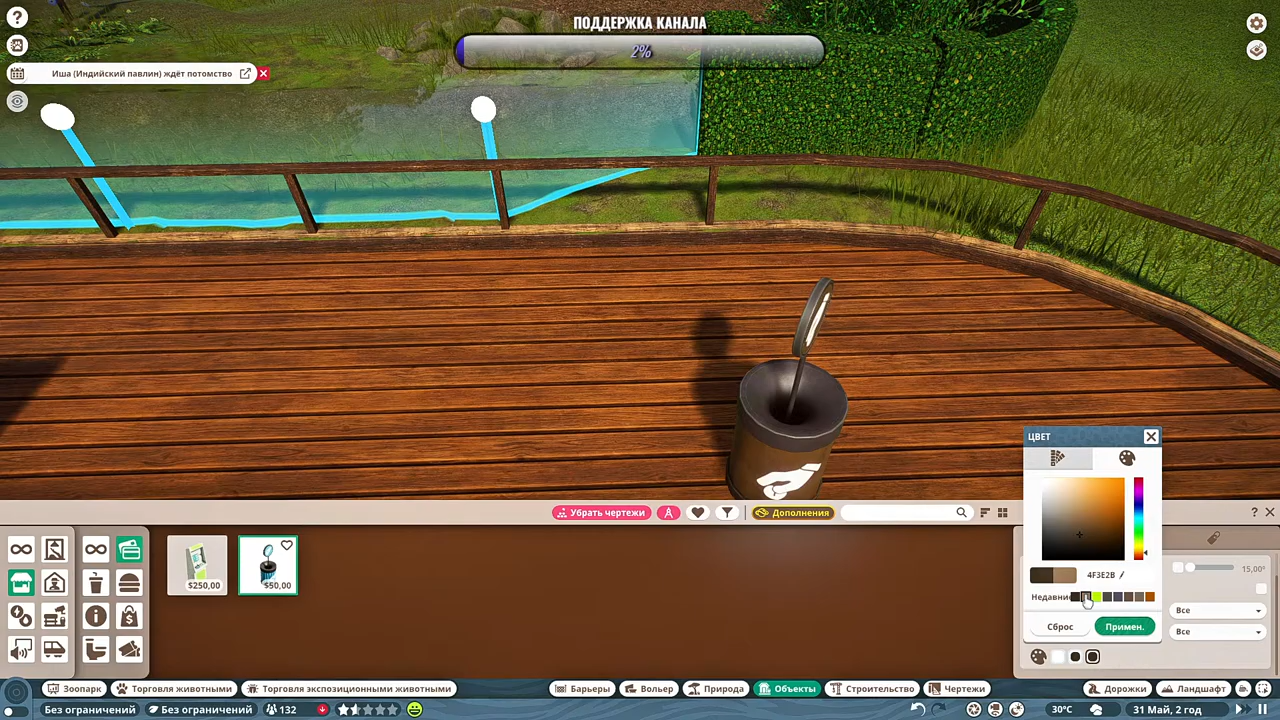 ПОДДЕРЖКА КАНАЛА
2%
Иша (Индийский павлин) ждёт потомство
ЦВЕТ
Убрать чертежи
Дополнения
$250,00
$50,00
4F3E2B
15,00°
Недавние
Все
Все
Сброс
Примен.
Зоопарк
Торговля животными
Торговля экспозиционными животными
Барьеры
Вольер
Природа
Объекты
Строительство
Чертежи
Дорожки
Ландшафт
Без ограничений
Без ограничений
132
30°C
31 Май, 2 год